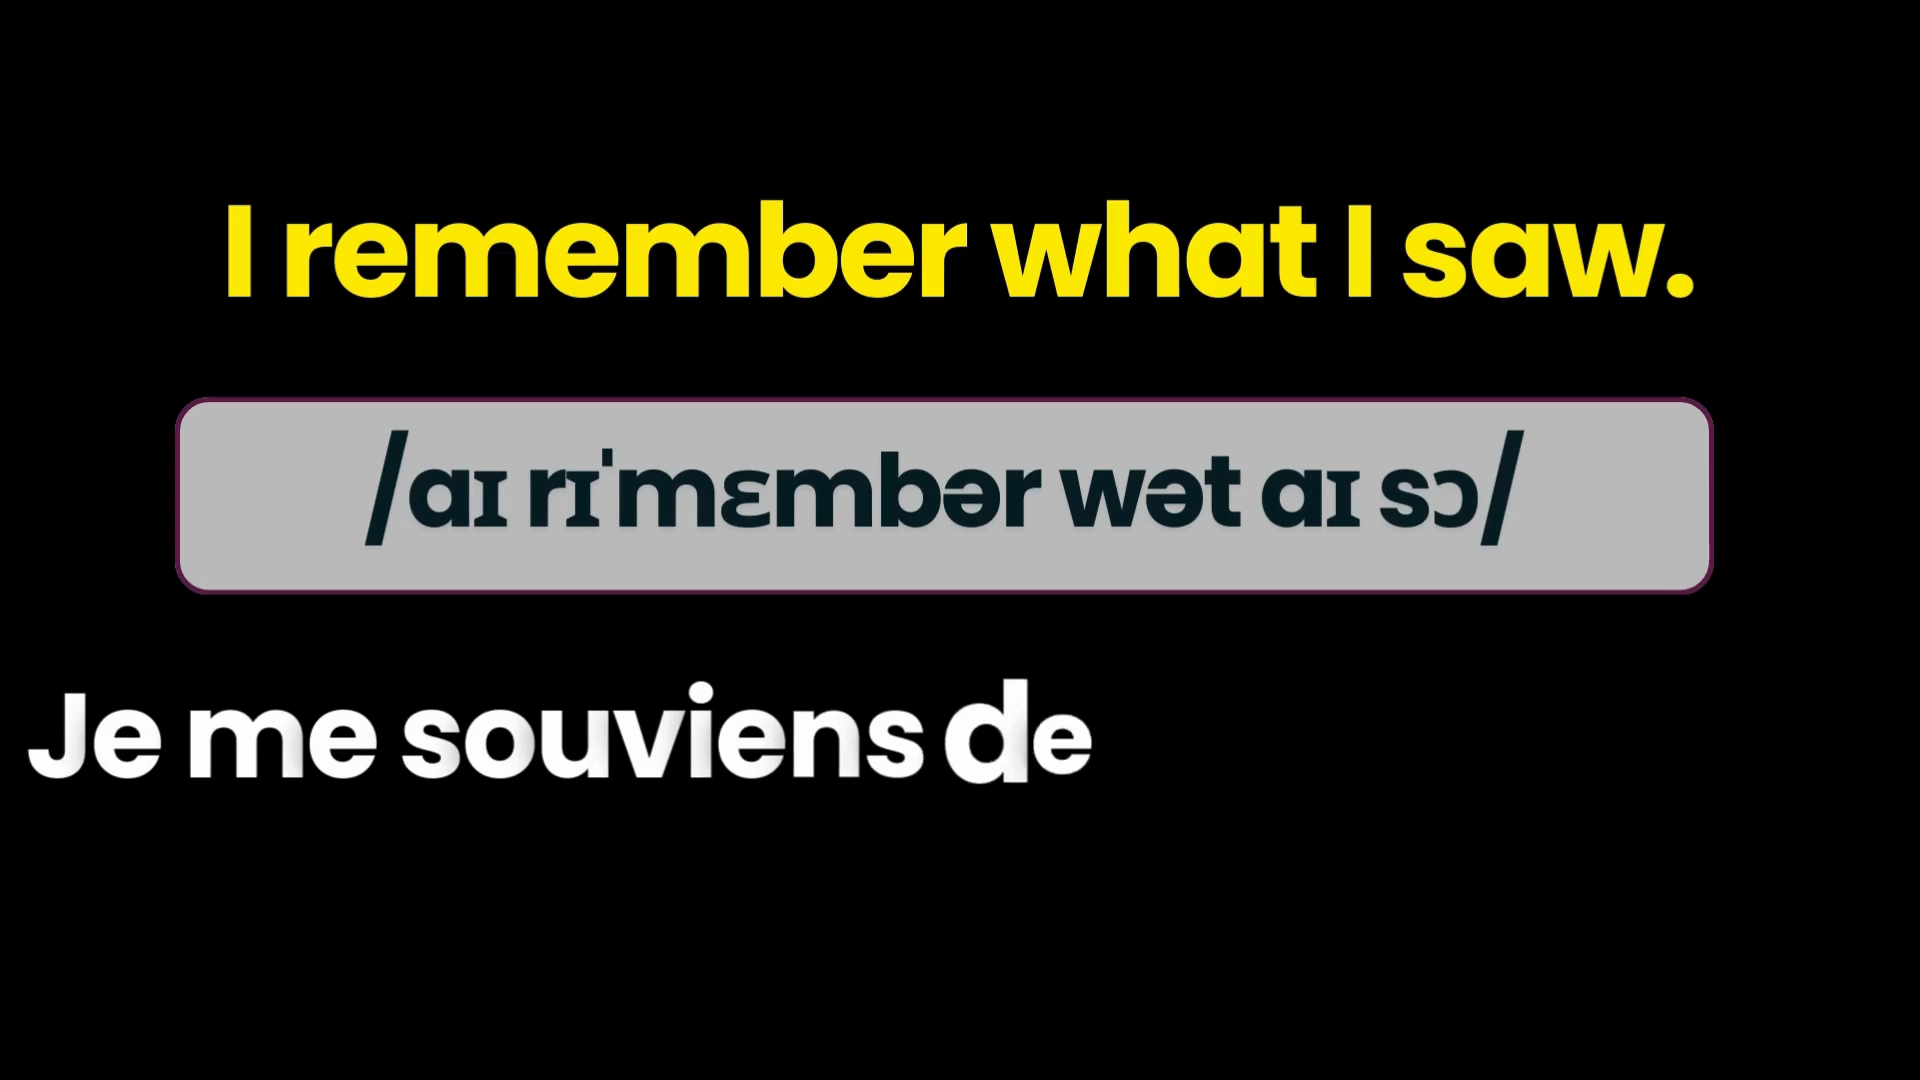 I remember what I saw.
/aɪ rɪˈmɛmbər wət aɪ sɔ/
Je me souviens de